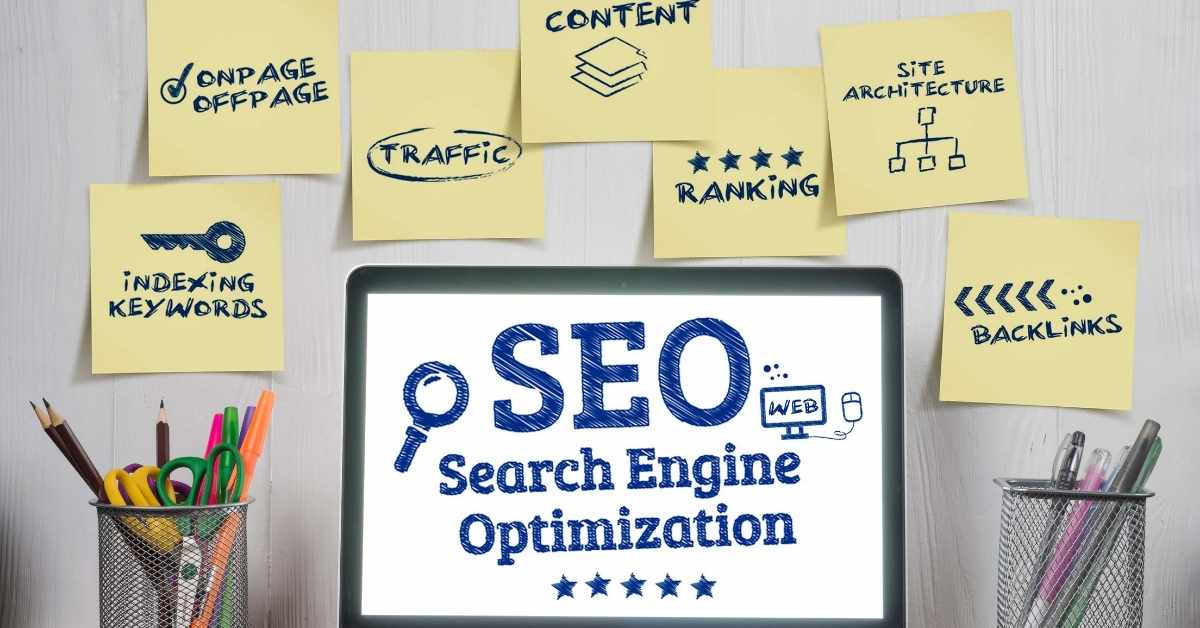 ONPAGE
OFFPAGE
TRAFFIC
CONTENT
RANKING
SITE
ARCHITECTURE
INDEXING
KEYWORDS
BACKLINKS
SEO
WEB
Search Engine
Optimization